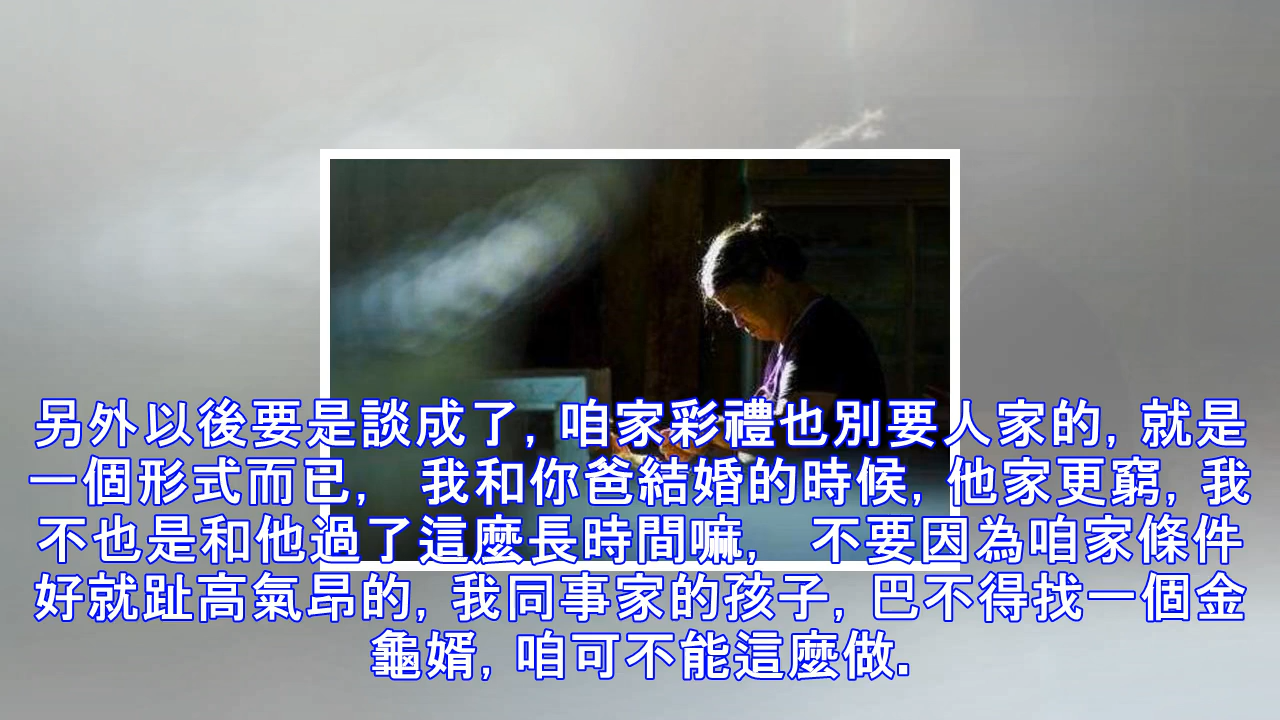 另外以後要是談成了, 咱家彩禮也別要人家的, 就是
一個形式而已, 我和你爸結婚的時候, 他家更窮, 我
不也是和他過了這麼長時間嘛, 不要因為咱家條件
好就趾高氣昂的, 我同事家的孩子, 巴不得找一個金
龜婿, 咱可不能這麼做.